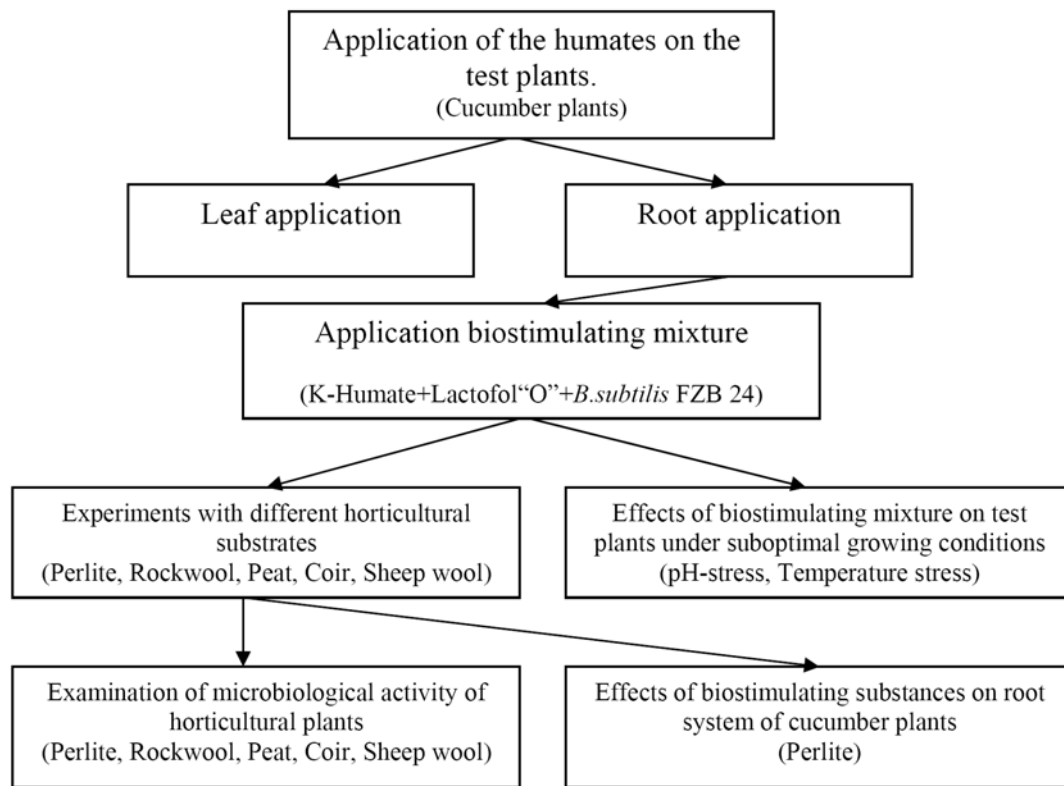 Application of the humates on the
test plants.
(Cucumber plants)
Leaf application
Root application
Application biostimulating mixture
(K-Humate+Lactofol“O”+B.subtilis FZB 24)
Experiments with different horticultural
substrates
(Perlite, Rockwool, Peat, Coir, Sheep wool)
Effects of biostimulating mixture on test
plants under suboptimal growing conditions
(pH-stress, Temperature stress)
Examination of microbiological activity of
horticultural plants
(Perlite, Rockwool, Peat, Coir, Sheep wool)
Effects of biostimulating substances on root
system of cucumber plants
(Perlite)